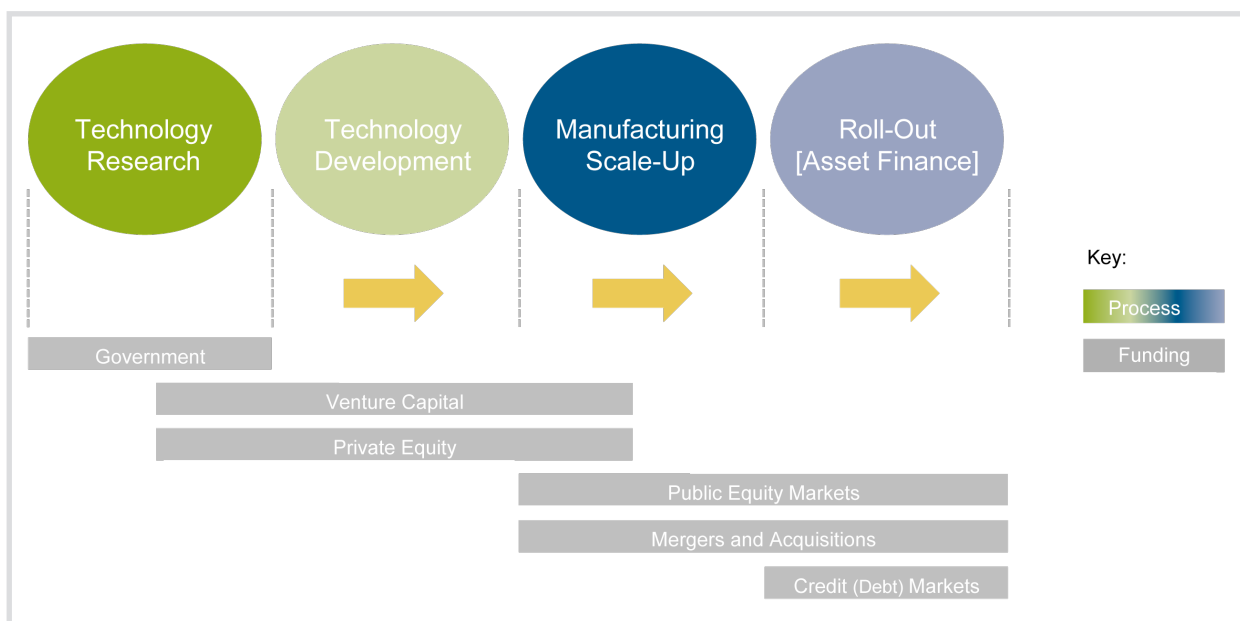 Technology
Research
Technology
Development
Manufacturing
Scale-Up
Roll-Out
[Asset Finance]
Key:
Process
Funding
Government
Venture Capital
Private Equity
Public Equity Markets
Mergers and Acquisitions
Credit (Debt) Markets